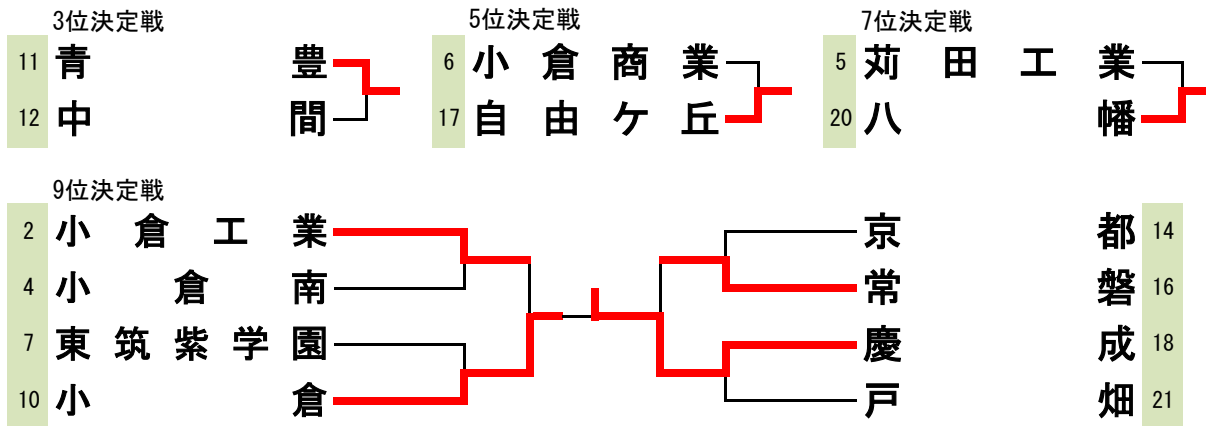 3位決定戦 5位決定戦 7位決定戦
11 青豊 6 小倉商業 5 苅田工業
12 中間 17 自由ケ丘 20 八幡
9位決定戦
2 小倉工業 京都 14
4 小倉南 常磐 16
7 東筑紫学園 慶成 18
10 小倉 戸畑 21